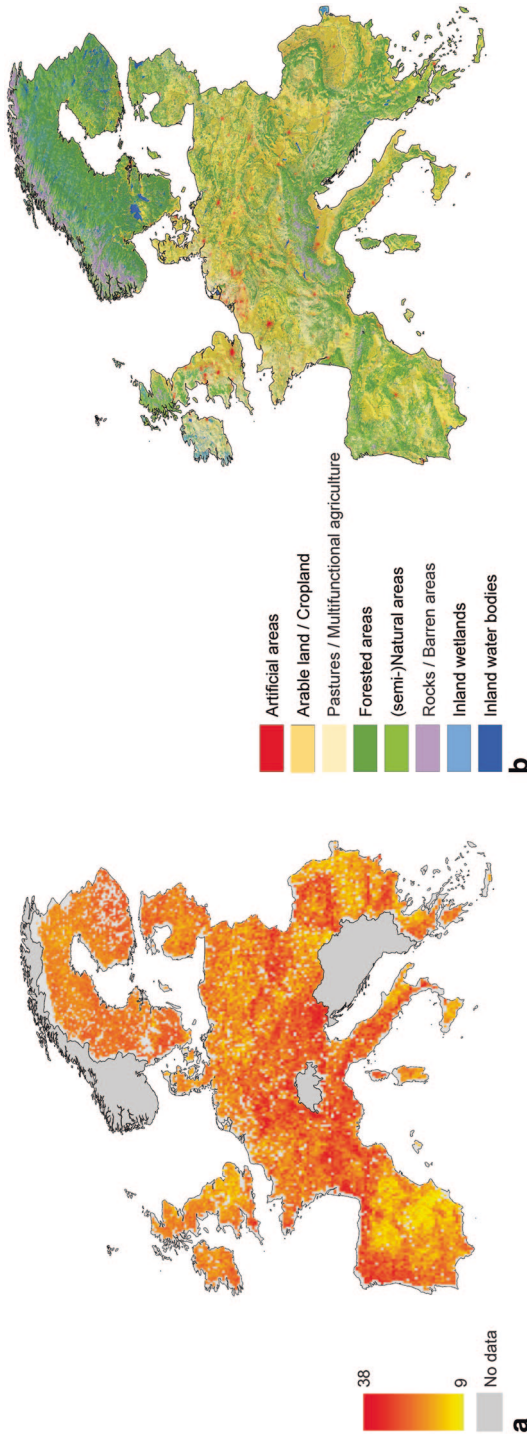 38
9
No data
a
Artificial areas
Arable land / Cropland
Pastures / Multifunctional agriculture
Forested areas
(semi-)Natural areas
Rocks / Barren areas
Inland wetlands
Inland water bodies
b